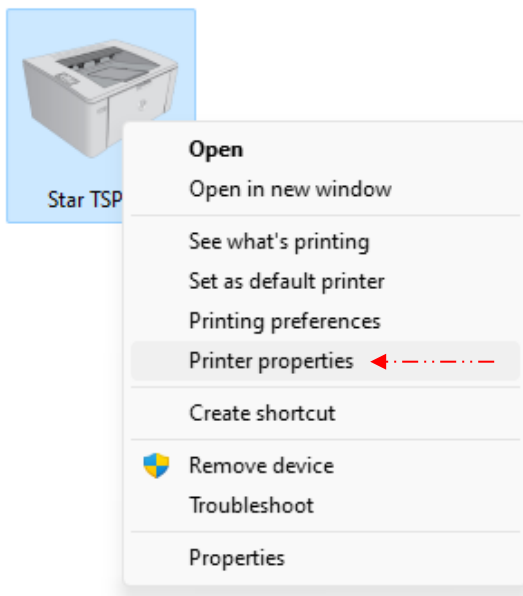 Star TSP
Open
Open in new window
See what's printing
Set as default printer
Printing preferences
Printer properties
Create shortcut
Remove device
Troubleshoot
Properties